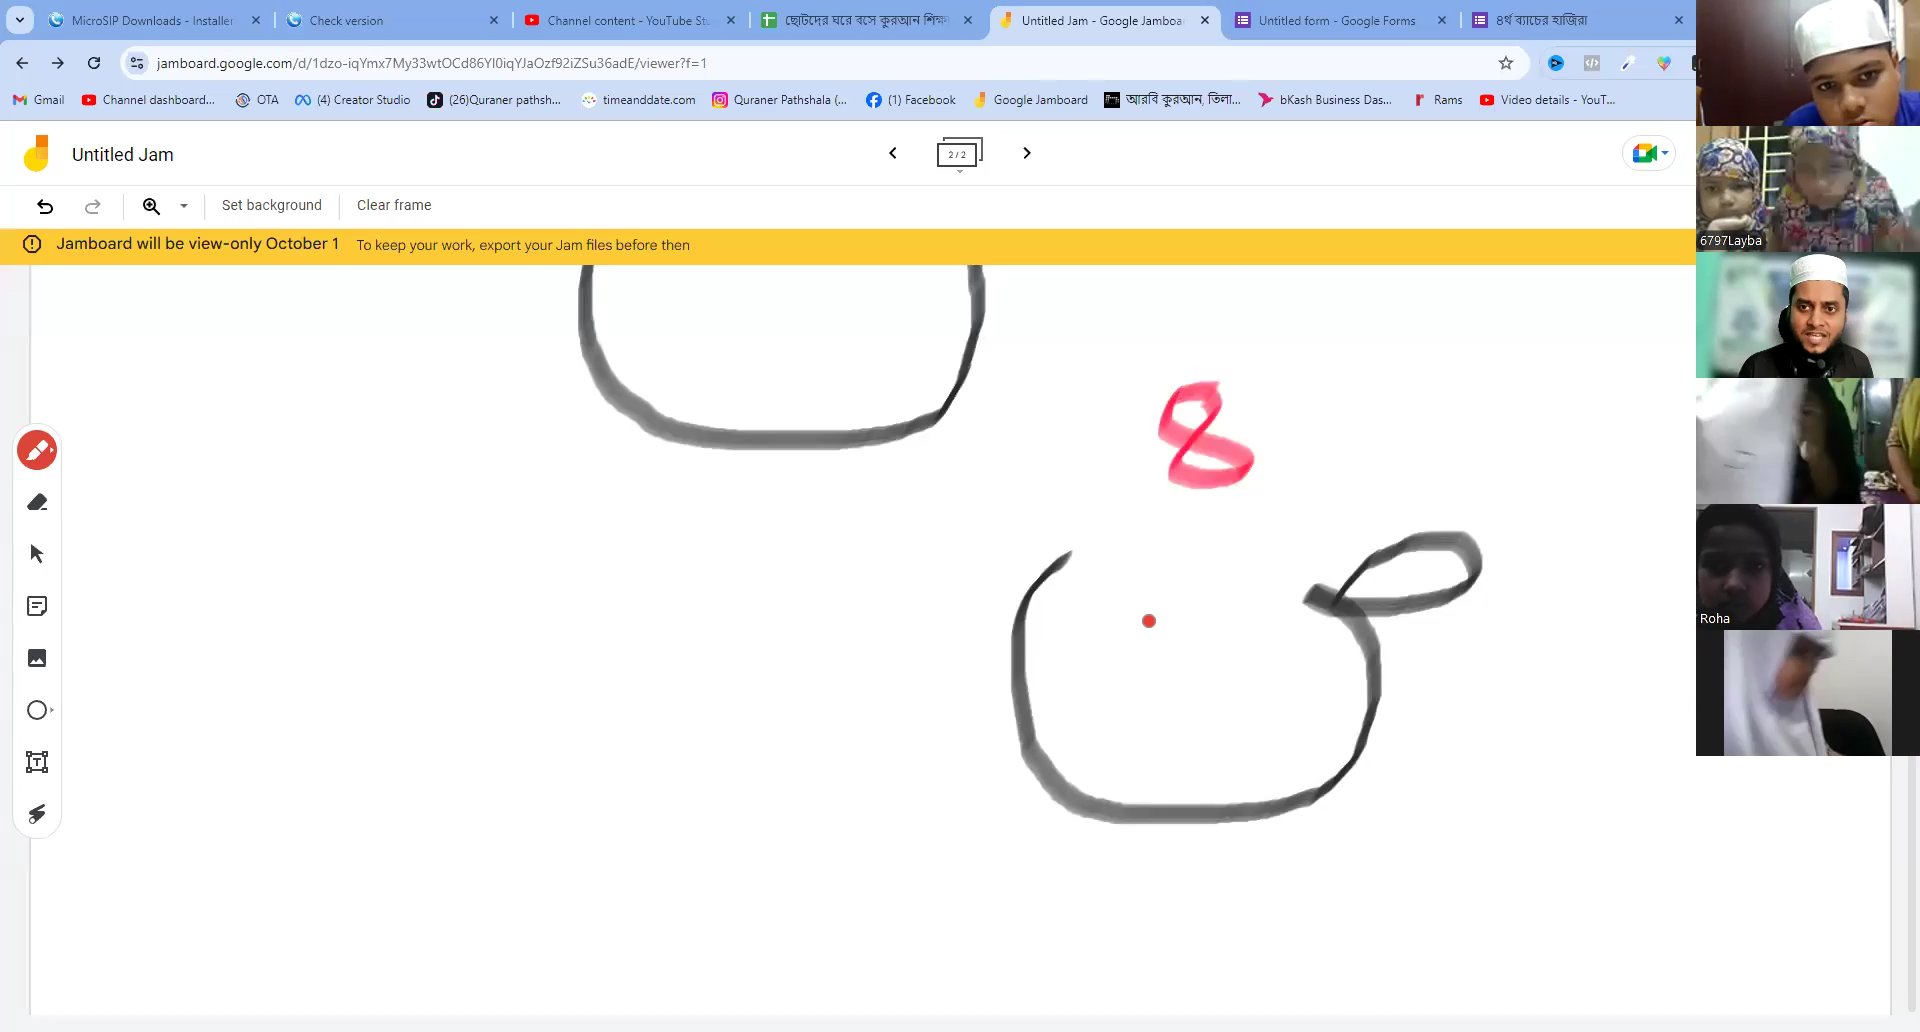 MicroSIP Downloads - Installer
Check version
Channel content - YouTube Stu
ছোটদের ঘরে বসে কুরআন শিক্ষ
Untitled Jam - Google Jamboa
Untitled form - Google Forms
৪র্থ ব্যাচের হাজিরা
jamboard.google.com/d/1dzo-iqYmx7My33wtOCd86Yl0iqYJaOzf92iZSu36adE/viewer?f=1
Gmail
Channel dashboard...
OTA
(4) Creator Studio
(26)Quraner pathsh...
timeanddate.com
Quraner Pathshala (...
(1) Facebook
Google Jamboard
আরবি কুরআন, তিলা...
bKash Business Das...
Rams
Video details - YouT...
Untitled Jam
2 / 2
Set background
Clear frame
Jamboard will be view-only October 1 To keep your work, export your Jam files before then
6797Layba
8
Roha